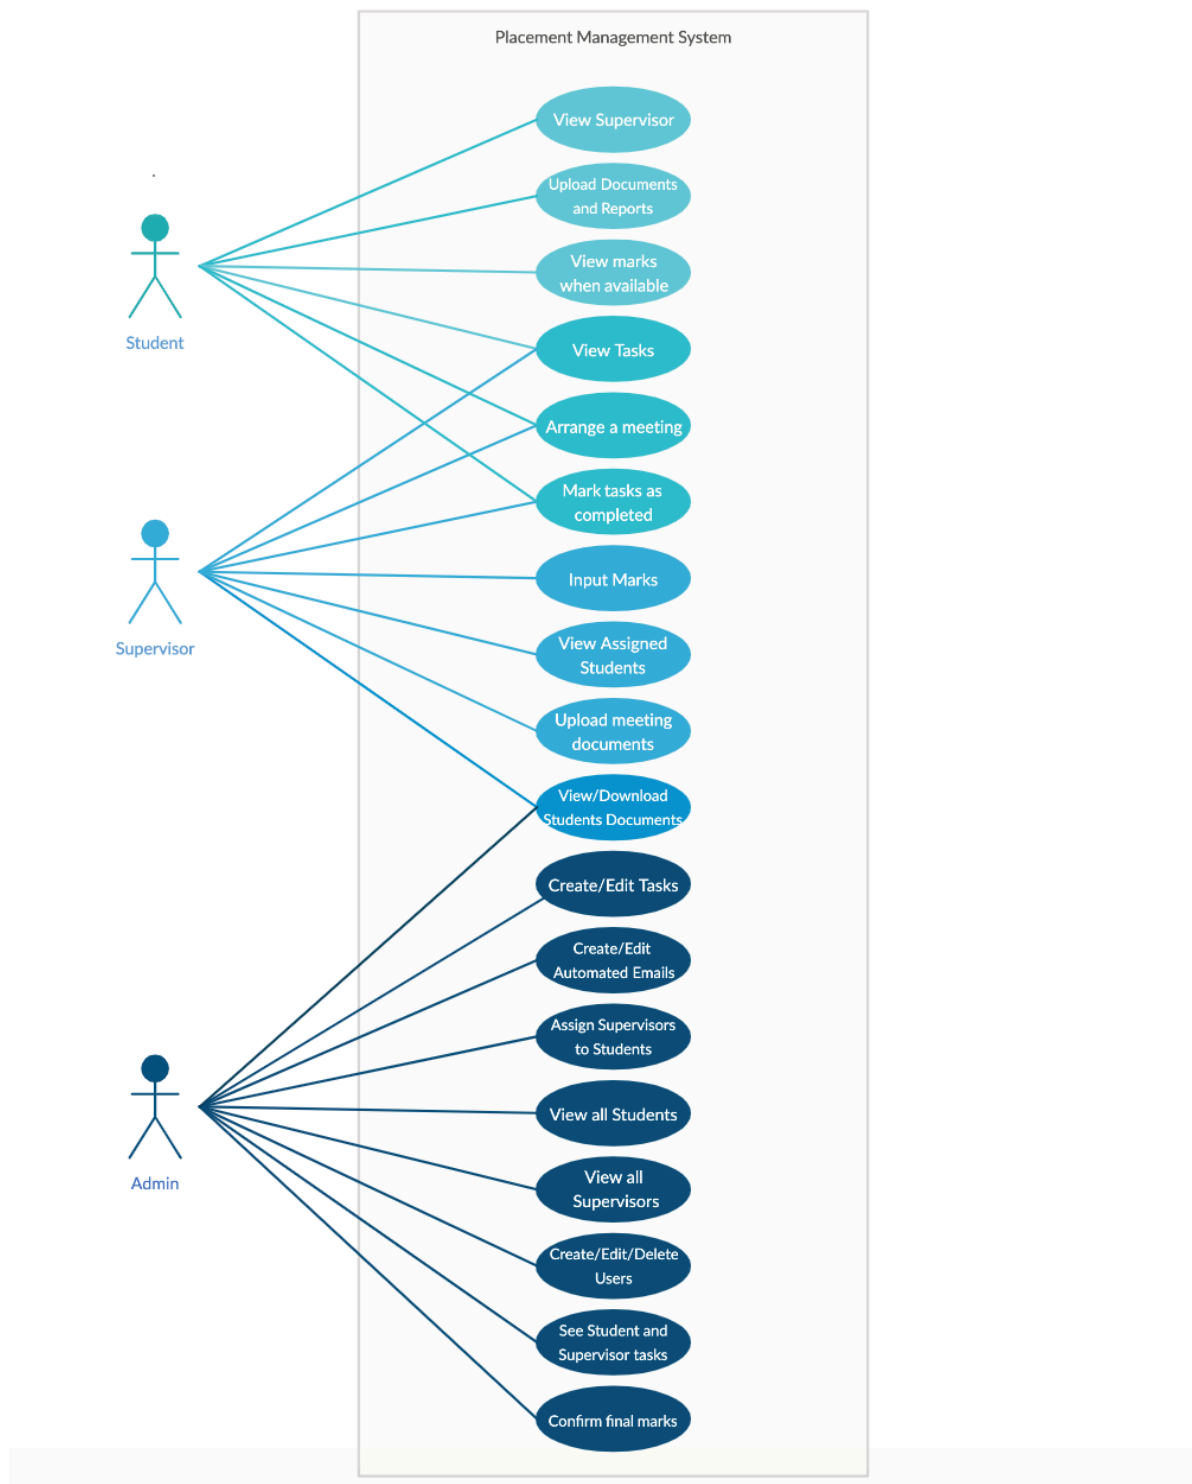 Placement Management System
View Supervisor
Upload Documents
and Reports
View marks
when available
Student
View Tasks
Arrange a meeting
Mark tasks as
completed
Input Marks
Supervisor
View Assigned
Students
Upload meeting
documents
View/Download
Students Documents
Create/Edit Tasks
Create/Edit
Automated Emails
Assign Supervisors
to Students
View all Students
Admin
View all
Supervisors
Create/Edit/Delete
Users
See Student and
Supervisor tasks
Confirm final marks